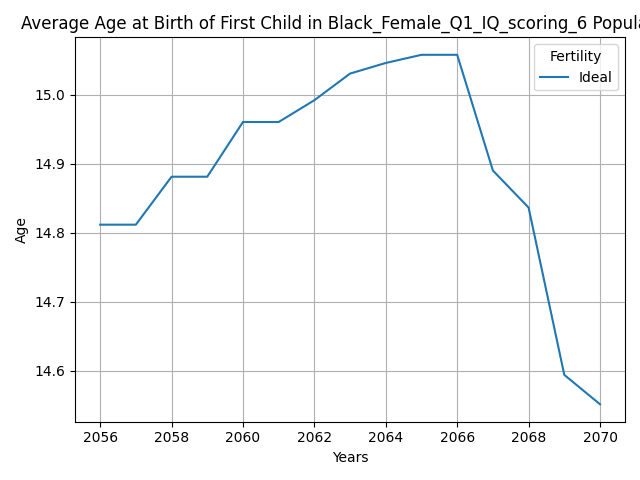 Average Age at Birth of First Child in Black_Female_Q1_IQ_scoring_6 Popula
Fertility
Ideal
15.0
14.9
14.8
14.7
14.6
Age
2056 2058 2060 2062 2064 2066 2068 2070
Years